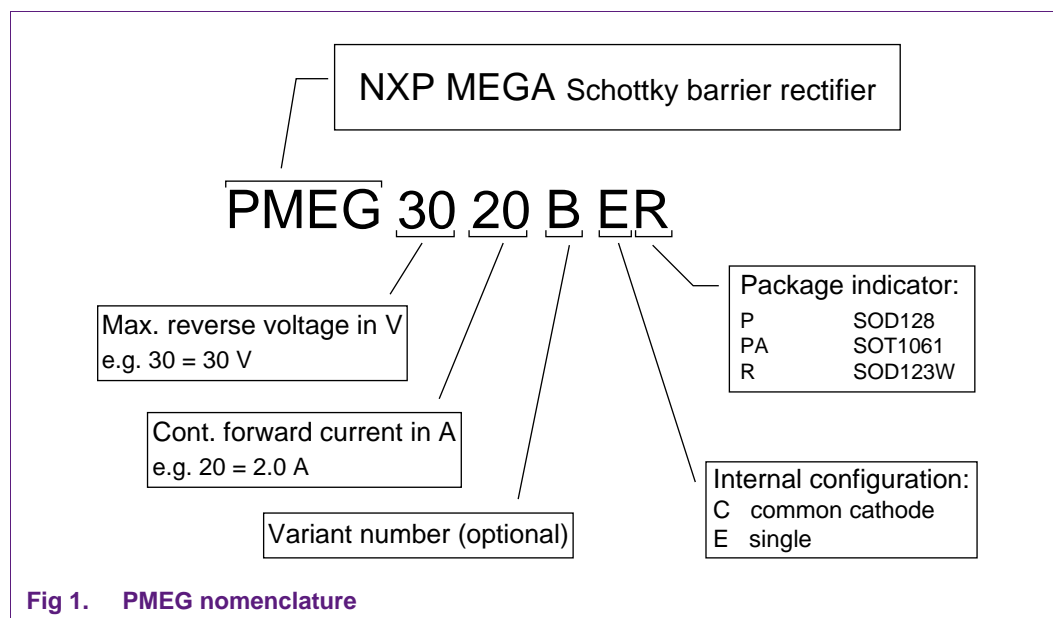 NXP MEGA Schottky barrier rectifier
PMEG 30 20 B ER
Max. reverse voltage in V
e.g. 30 = 30 V
Cont. forward current in A
e.g. 20 = 2.0 A
Variant number (optional)
Package indicator:
P SOD128
PA SOT1061
R SOD123W
Internal configuration:
C common cathode
E single
Fig 1. PMEG nomenclature